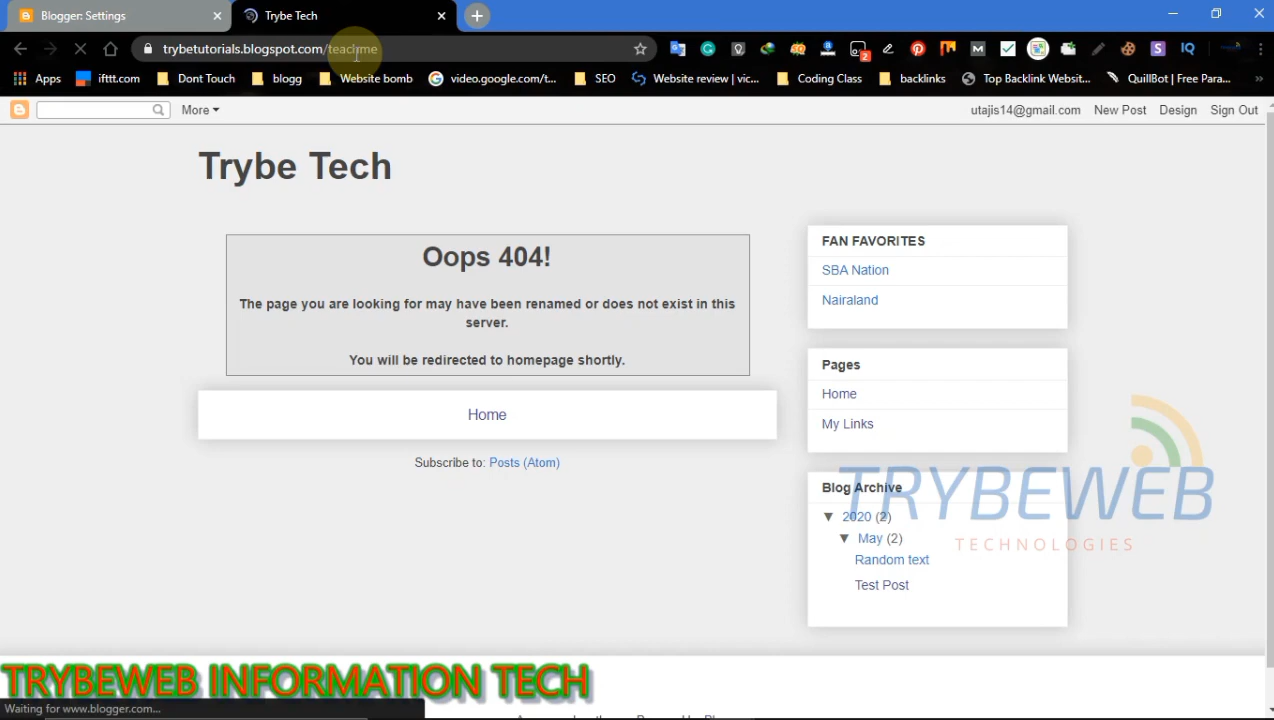 Blogger: Settings
Trybe Tech
trybetutorials.blogspot.com/teachme
2
IQ
Apps
ifttt.com
Dont Touch
blogg
Website bomb
video.google.com/t...
SEO
Website review | vic...
Coding Class
backlinks
Top Backlink Websit...
QuillBot | Free Para...
»
More
utajis14@gmail.com
New Post
Design
Sign Out
Trybe Tech
Oops 404!
The page you are looking for may have been renamed or does not exist in this
server.
You will be redirected to homepage shortly.
Home
Subscribe to: Posts (Atom)
FAN FAVORITES
SBA Nation
Nairaland
Pages
Home
My Links
Blog Archive
▼ 2020 (2)
▼ May (2)
Random text
Test Post
TRYBEWEB
TECHNOLOGIES
TRYBEWEB INFORMATION TECH
Waiting for www.blogger.com...